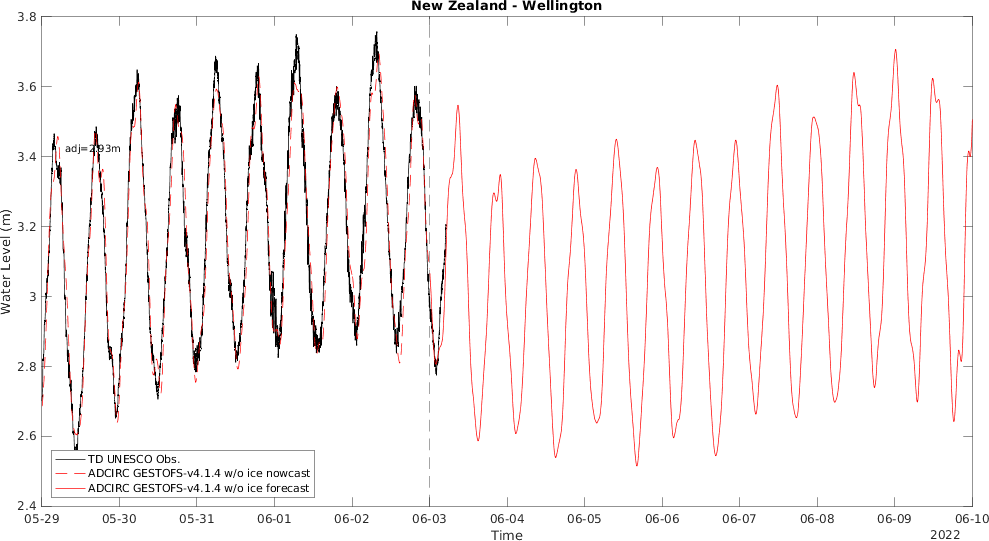 New Zealand - Wellington
3.8
3.6
3.4
3.2
3
2.8
2.6
2.4
Water Level (m)
adj=2.93m
TD UNESCO Obs.
ADCIRC GESTOFS-v4.1.4 w/o ice nowcast
ADCIRC GESTOFS-v4.1.4 w/o ice forecast
05-29 05-30 05-31 06-01 06-02 06-03 06-04 06-05 06-06 06-07 06-08 06-09 06-10
Time
2022